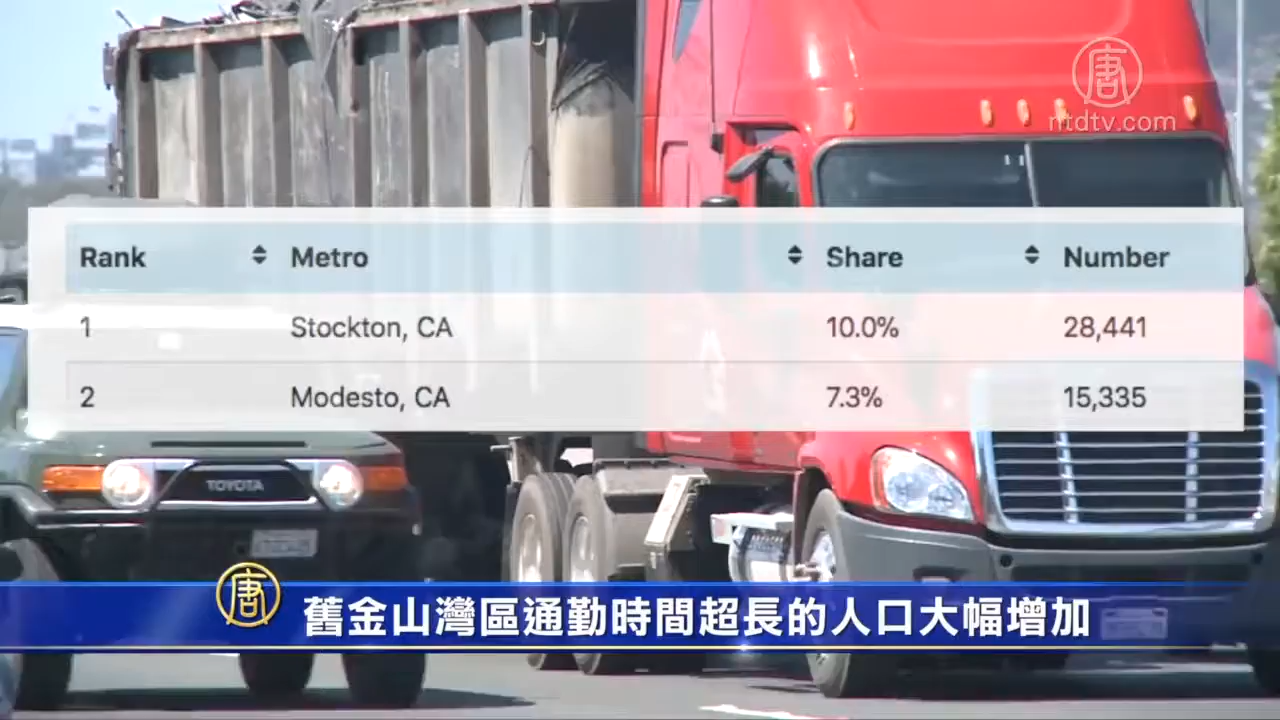 唐
ntdtv.com
Rank Metro Share Number
1 Stockton, CA 10.0% 28,441
2 Modesto, CA 7.3% 15,335
TOYOTA
唐 舊金山灣區通勤時間超長的人口大幅增加